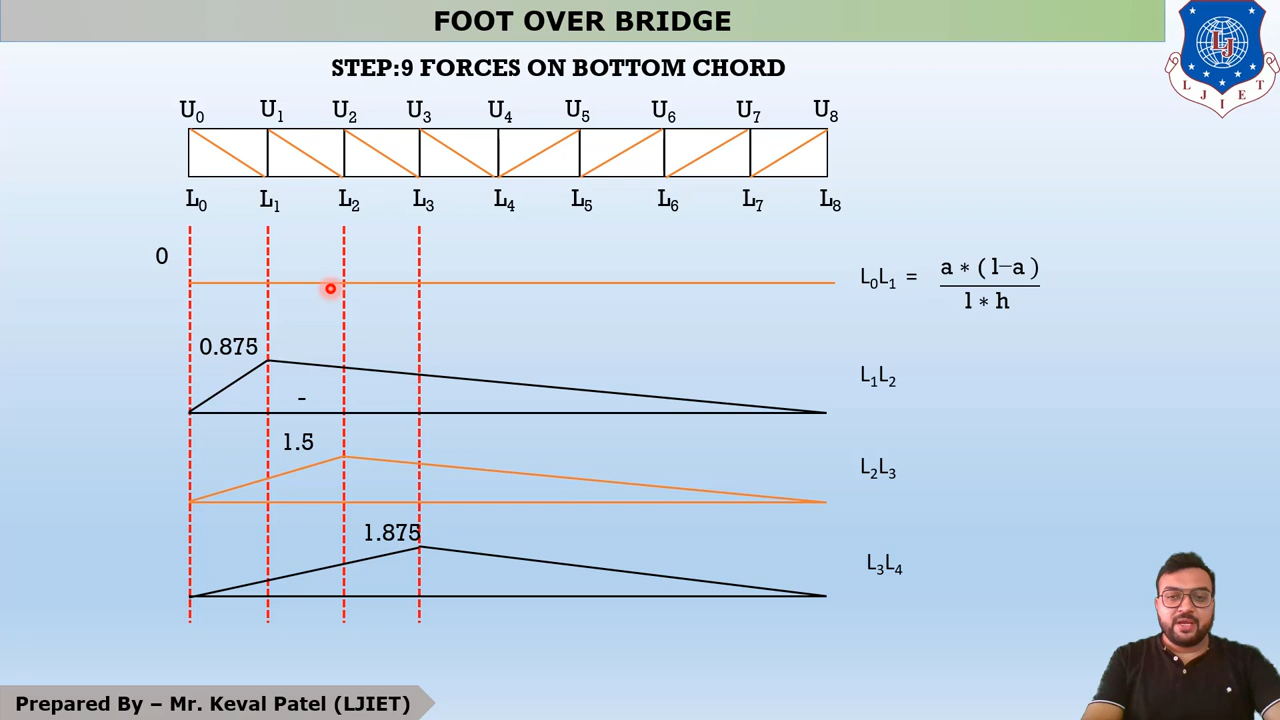 FOOT OVER BRIDGE
LJIET
STEP:9 FORCES ON BOTTOM CHORD
U₀ U₁ U₂ U₃ U₄ U₅ U₆ U₇ U₈
L₀ L₁ L₂ L₃ L₄ L₅ L₆ L₇ L₈
0
L₀L₁ = a * ( l-a ) / l * h
0.875
L₁L₂
-
1.5
L₂L₃
1.875
L₃L₄
Prepared By – Mr. Keval Patel (LJIET)